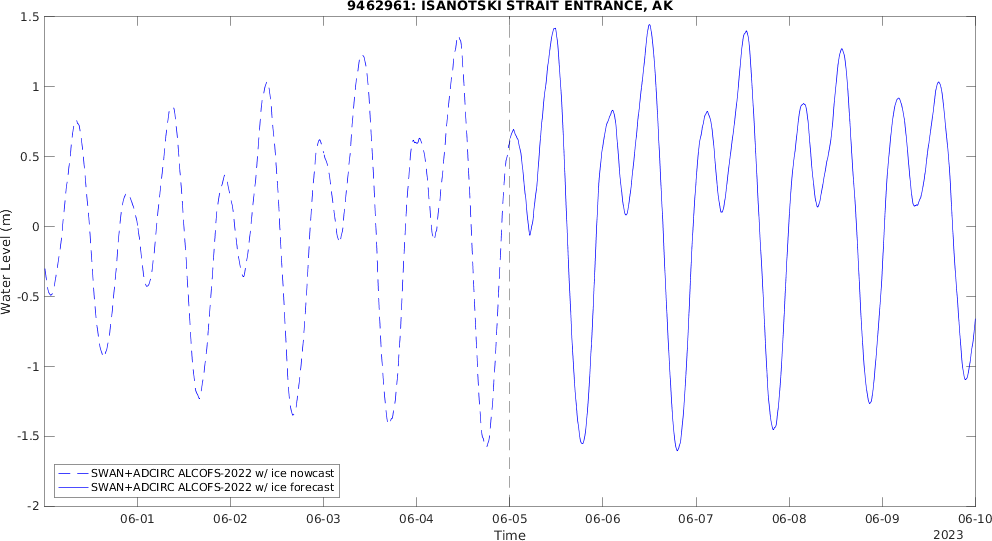 9462961: ISANOTSKI STRAIT ENTRANCE, AK
1.5
1
0.5
0
-0.5
-1
-1.5
-2
Water Level (m)
SWAN+ADCIRC ALCOFS-2022 w/ ice nowcast
SWAN+ADCIRC ALCOFS-2022 w/ ice forecast
06-01 06-02 06-03 06-04 06-05 06-06 06-07 06-08 06-09 06-10
Time
2023